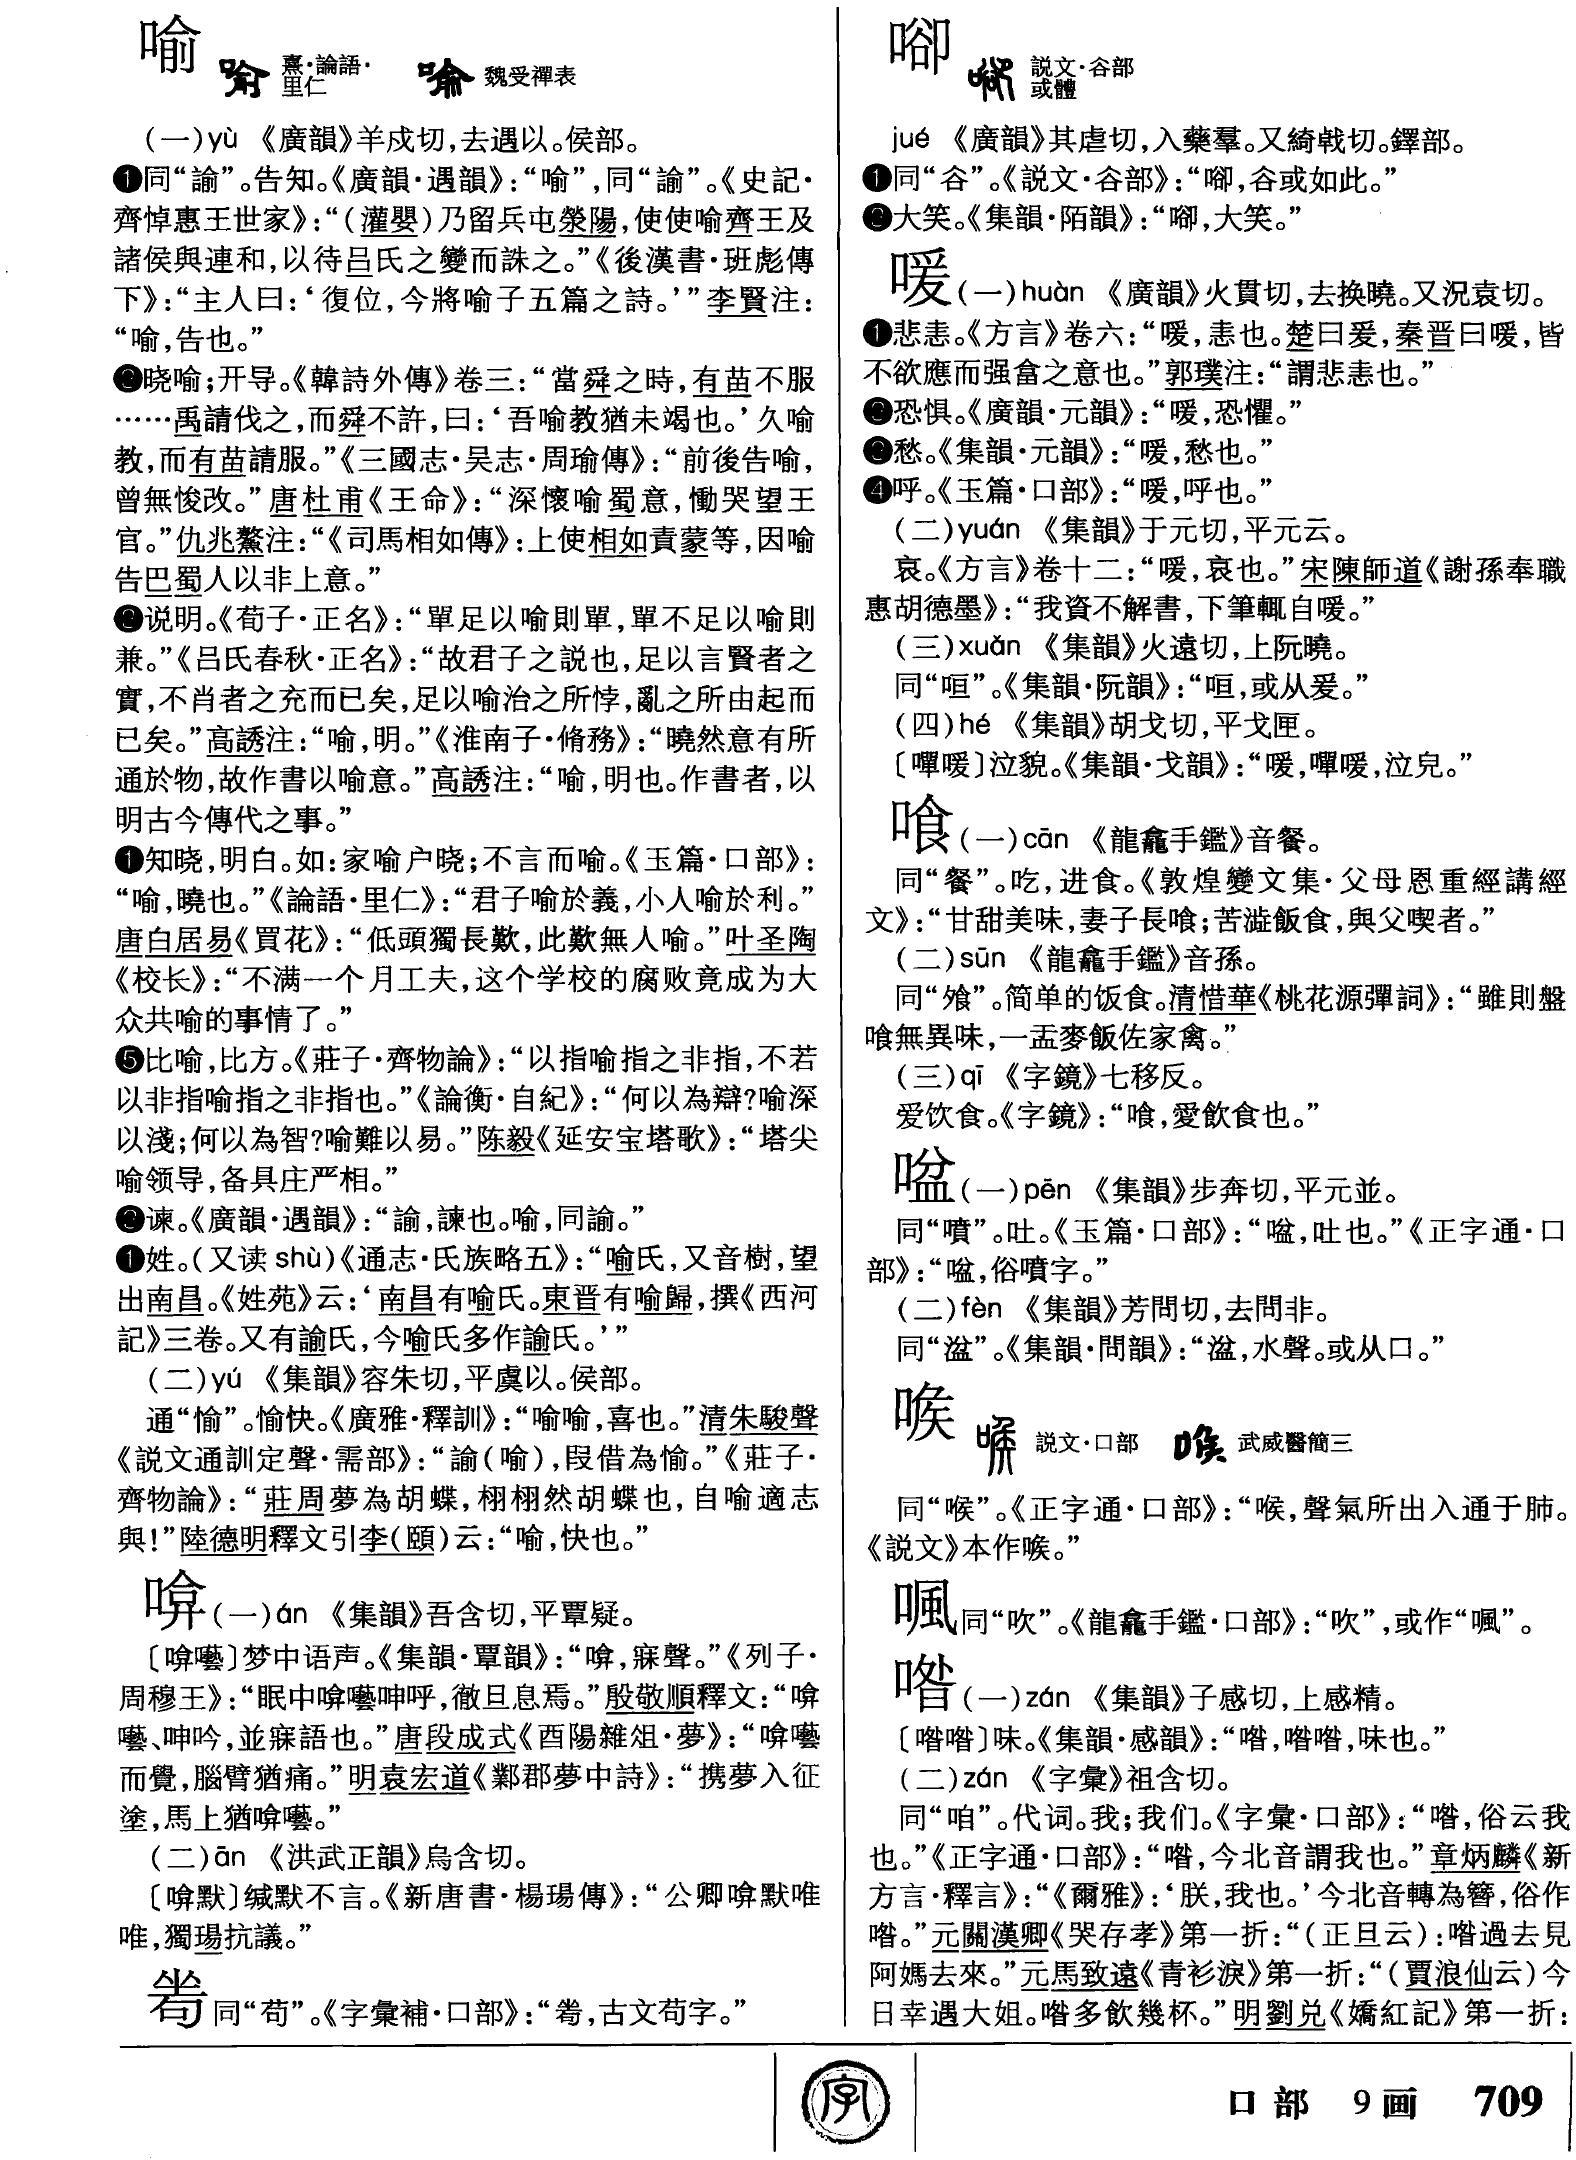 喻
熹·論語·
里仁
魏受禪表
(一)yù 《廣韻》羊戍切,去遇以。侯部。
❶同“諭”。告知。《廣韻·遇韻》:“喻”,同“諭”。《史記·
齊悼惠王世家》:“(灌嬰)乃留兵屯滎陽,使使喻齊王及
諸侯與連和,以待吕氏之變而誅之。”《後漢書·班彪傳
下》:“主人曰:‘復位,今將喻子五篇之詩。’”李賢注:
“喻,告也。”
❷晓喻;开导。《韓詩外傳》卷三:“當舜之時,有苗不服
……禹請伐之,而舜不許,曰:‘吾喻教猶未竭也。’久喻
教,而有苗請服。”《三國志·吴志·周瑜傳》:“前後告喻,
曾無悛改。”唐杜甫《王命》:“深懷喻蜀意,慟哭望王
官。”仇兆鰲注:“《司馬相如傳》:上使相如責蒙等,因喻
告巴蜀人以非上意。”
❸说明。《荀子·正名》:“單足以喻則單,單不足以喻則
兼。”《吕氏春秋·正名》:“故君子之説也,足以言賢者之
實,不肖者之充而已矣,足以喻治之所悖,亂之所由起而
已矣。”高誘注:“喻,明。”《淮南子·脩務》:“曉然意有所
通於物,故作書以喻意。”高誘注:“喻,明也。作書者,以
明古今傳代之事。”
❹知晓,明白。如:家喻户晓;不言而喻。《玉篇·口部》:
“喻,曉也。”《論語·里仁》:“君子喻於義,小人喻於利。”
唐白居易《買花》:“低頭獨長歎,此歎無人喻。”叶圣陶
《校长》:“不满一个月工夫,这个学校的腐败竟成为大
众共喻的事情了。”
❺比喻,比方。《莊子·齊物論》:“以指喻指之非指,不若
以非指喻指之非指也。”《論衡·自紀》:“何以為辯?喻深
以淺;何以為智?喻難以易。”陈毅《延安宝塔歌》:“塔尖
喻领导,备具庄严相。”
❻谏。《廣韻·遇韻》:“諭,諫也。喻,同諭。”
❼姓。(又读 shù)《通志·氏族略五》:“喻氏,又音樹,望
出南昌。《姓苑》云:‘南昌有喻氏。東晋有喻歸,撰《西河
記》三卷。又有諭氏,今喻氏多作諭氏。’”
(二)yú 《集韻》容朱切,平虞以。侯部。
通“愉”。愉快。《廣雅·釋訓》:“喻喻,喜也。”清朱駿聲
《説文通訓定聲·需部》:“諭(喻),叚借為愉。”《莊子·
齊物論》:“莊周夢為胡蝶,栩栩然胡蝶也,自喻適志
與!”陸德明釋文引李(頤)云:“喻,快也。”
啽(一)án 《集韻》吾含切,平覃疑。
〔啽囈〕梦中语声。《集韻·覃韻》:“啽,寐聲。”《列子·
周穆王》:“眠中啽囈呻呼,徹旦息焉。”殷敬順釋文:“啽
囈、呻吟,並寐語也。”唐段成式《酉陽雜俎·夢》:“啽囈
而覺,腦臂猶痛。”明袁宏道《鄴郡夢中詩》:“携夢入征
塗,馬上猶啽囈。”
(二)ān 《洪武正韻》烏含切。
〔啽默〕缄默不言。《新唐書·楊瑒傳》:“公卿啽默唯
唯,獨瑒抗議。”
同“苟”。《字彙補·口部》:“,古文苟字。”
㖸
説文·谷部
或體
jué 《廣韻》其虐切,入藥羣。又綺戟切。鐸部。
❶同“谷”。《説文·谷部》:“㖸,谷或如此。”
❷大笑。《集韻·陌韻》:“㖸,大笑。”
喛(一)huàn 《廣韻》火貫切,去换曉。又況袁切。
❶悲恚。《方言》卷六:“喛,恚也。楚曰爰,秦晋曰喛,皆
不欲應而强畣之意也。”郭璞注:“謂悲恚也。”
❷恐惧。《廣韻·元韻》:“喛,恐懼。”
❸愁。《集韻·元韻》:“喛,愁也。”
❹呼。《玉篇·口部》:“喛,呼也。”
(二)yuán 《集韻》于元切,平元云。
哀。《方言》卷十二:“喛,哀也。”宋陳師道《謝孫奉職
惠胡德墨》:“我資不解書,下筆輒自喛。”
(三)xuǎn 《集韻》火遠切,上阮曉。
同“咺”。《集韻·阮韻》:“咺,或从爰。”
(四)hé 《集韻》胡戈切,平戈匣。
〔嘽喛〕泣貌。《集韻·戈韻》:“喛,嘽喛,泣皃。”
喰(一)cān 《龍龕手鑑》音餐。
同“餐”。吃,进食。《敦煌變文集·父母恩重經講經
文》:“甘甜美味,妻子長喰;苦澁飯食,與父喫者。”
(二)sūn 《龍龕手鑑》音孫。
同“飧”。简单的饭食。清惜華《桃花源彈詞》:“雖則盤
喰無異味,一盂麥飯佐家禽。”
(三)qī 《字鏡》七移反。
爱饮食。《字鏡》:“喰,愛飲食也。”
㖹(一)pēn 《集韻》步奔切,平元並。
同“噴”。吐。《玉篇·口部》:“㖹,吐也。”《正字通·口
部》:“㖹,俗噴字。”
(二)fèn 《集韻》芳問切,去問非。
同“湓”。《集韻·問韻》:“湓,水聲。或从口。”
㗋
説文·口部
武威醫簡三
同“喉”。《正字通·口部》:“喉,聲氣所出入通于肺。
《説文》本作㗋。”
㖼同“吹”。《龍龕手鑑·口部》:“吹”,或作“㖼”。
喒(一)zán 《集韻》子感切,上感精。
〔喒喒〕味。《集韻·感韻》:“喒,喒喒,味也。”
(二)zán 《字彙》祖含切。
同“咱”。代词。我;我们。《字彙·口部》:“喒,俗云我
也。”《正字通·口部》:“喒,今北音謂我也。”章炳麟《新
方言·釋言》:“《爾雅》:‘朕,我也。’今北音轉為簪,俗作
喒。”元關漢卿《哭存孝》第一折:“(正旦云):喒過去見
阿媽去來。”元馬致遠《青衫淚》第一折:“(賈浪仙云)今
日幸遇大姐。喒多飲幾杯。”明劉兑《嬌紅記》第一折:
字
口部 9画 709